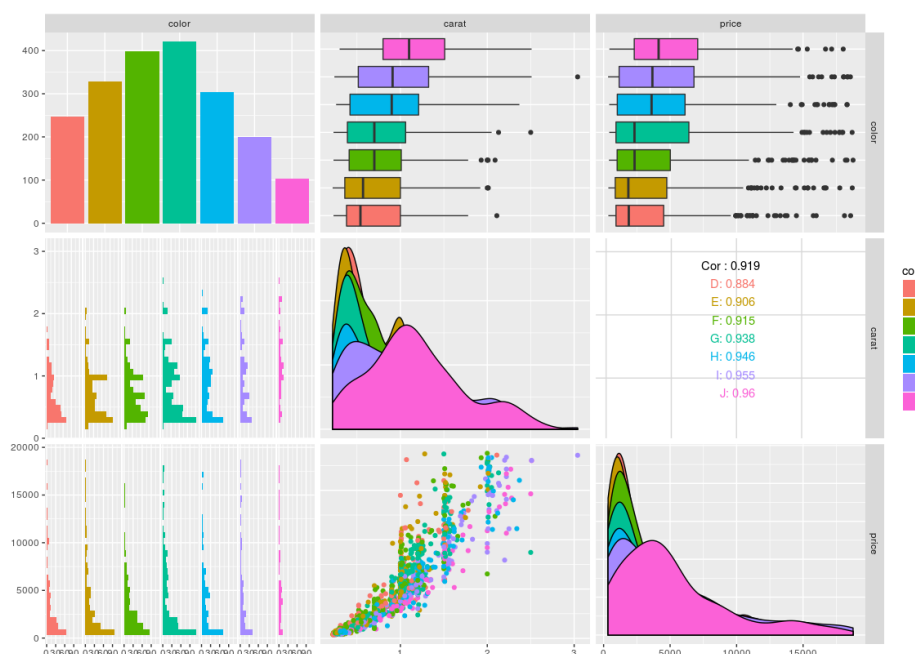 color
carat
price
400
300
200
100
0
color
3
2
1
0
Cor : 0.919
D: 0.884
E: 0.906
F: 0.915
G: 0.938
H: 0.946
I: 0.955
J: 0.96
carat
co
20000
15000
10000
5000
0
price
1
2
3
10000
15000